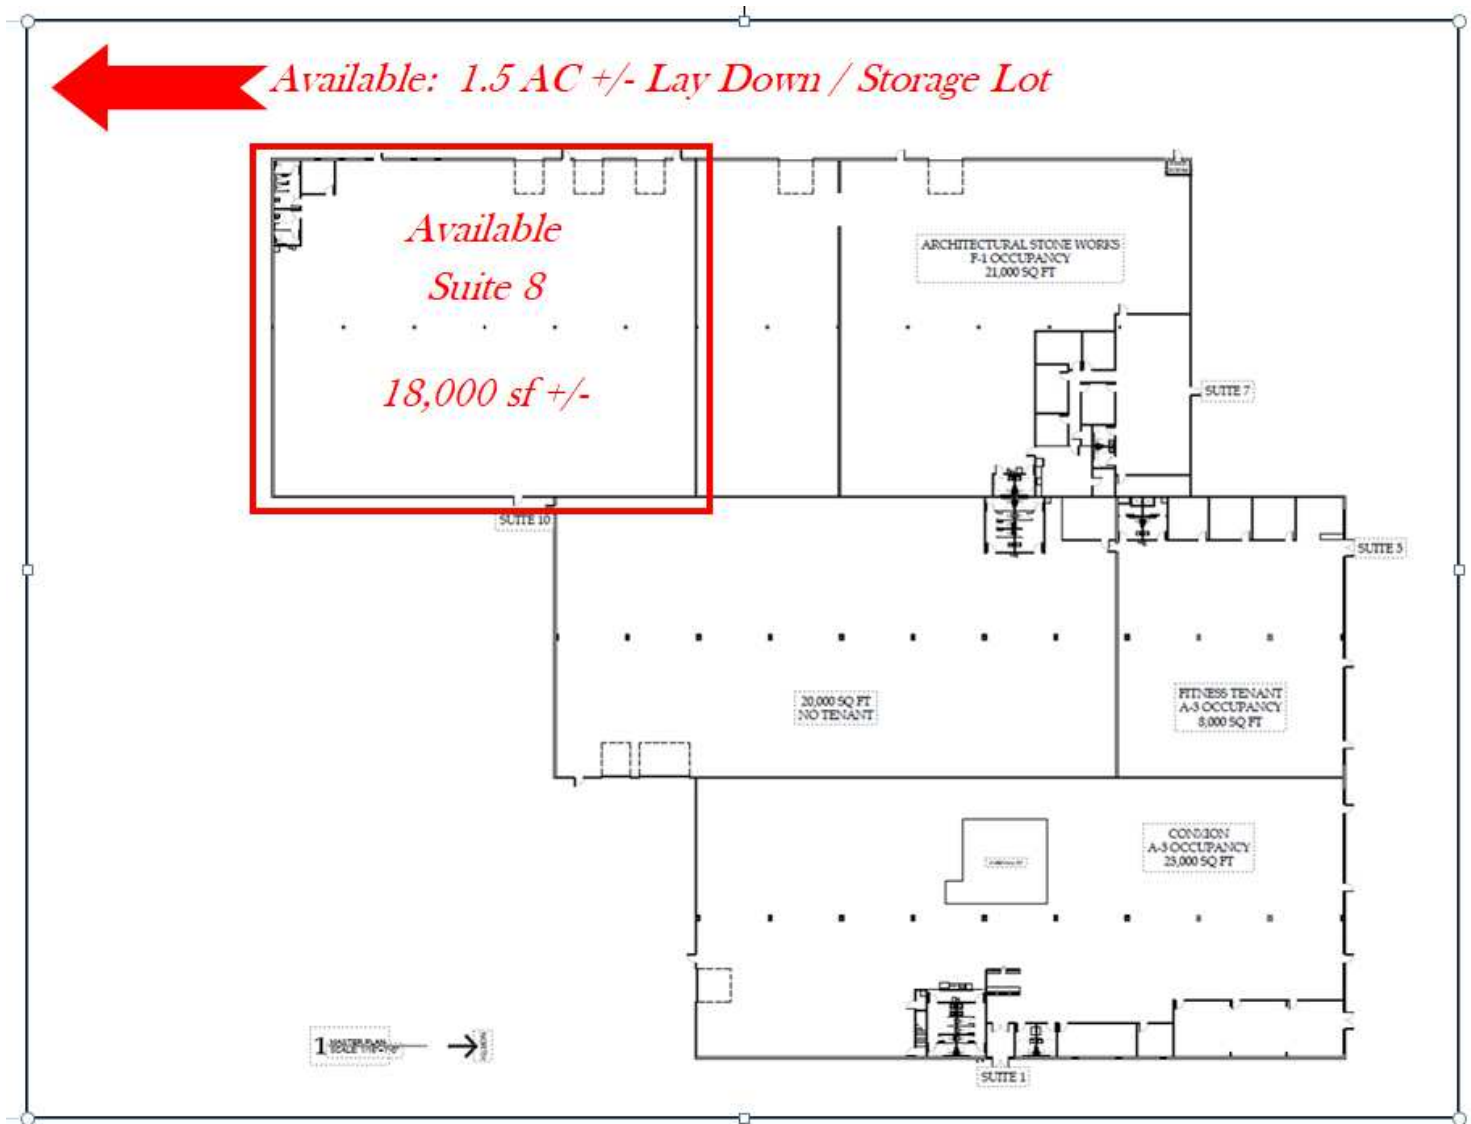 Available: 1.5 AC +/- Lay Down / Storage Lot
Available
Suite 8
18,000 sf +/-
ARCHITECTURAL STONE WORKS
F-1 OCCUPANCY
21,000 SQ FT
SUITE 7
SUITE 10
SUITE 5
20,000 SQ FT
NO TENANT
FITNESS TENANT
A-3 OCCUPANCY
8,000 SQ FT
CONXION
A-3 OCCUPANCY
23,000 SQ FT
1
SUITE 1